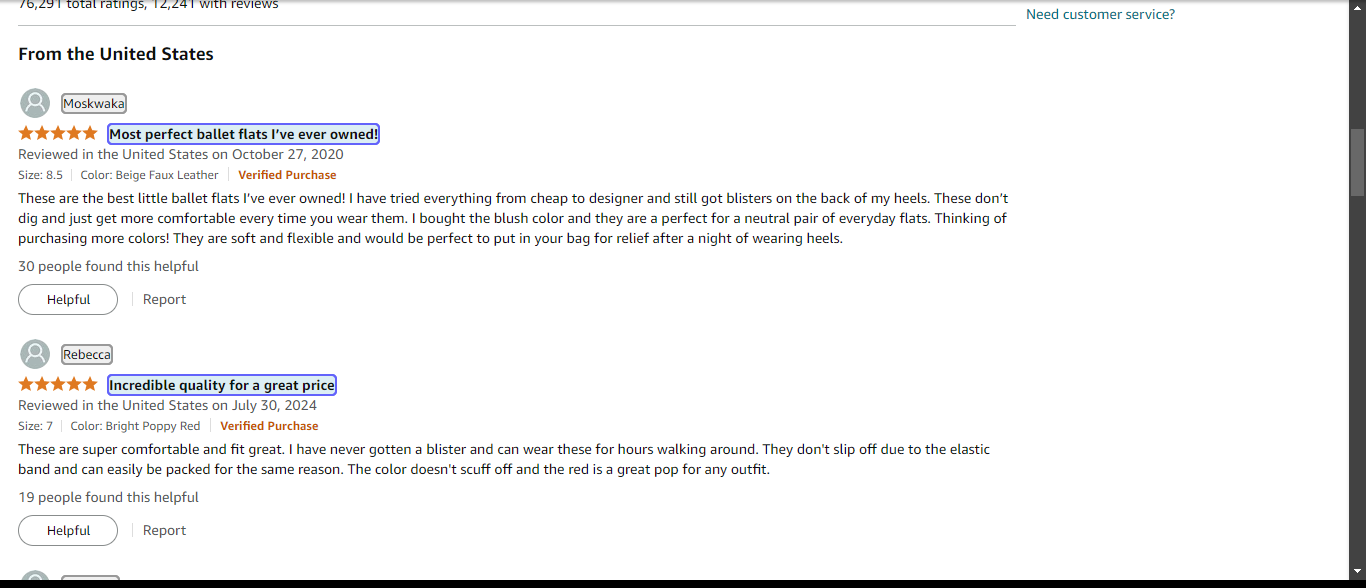 76,291 total ratings, 12,241 with reviews
Need customer service?
From the United States
Moskwaka
Most perfect ballet flats I've ever owned!
Reviewed in the United States on October 27, 2020
Size: 8.5 | Color: Beige Faux Leather | Verified Purchase
These are the best little ballet flats I've ever owned! I have tried everything from cheap to designer and still got blisters on the back of my heels. These don't
dig and just get more comfortable every time you wear them. I bought the blush color and they are a perfect for a neutral pair of everyday flats. Thinking of
purchasing more colors! They are soft and flexible and would be perfect to put in your bag for relief after a night of wearing heels.
30 people found this helpful
Helpful | Report
Rebecca
Incredible quality for a great price
Reviewed in the United States on July 30, 2024
Size: 7 | Color: Bright Poppy Red | Verified Purchase
These are super comfortable and fit great. I have never gotten a blister and can wear these for hours walking around. They don't slip off due to the elastic
band and can easily be packed for the same reason. The color doesn't scuff off and the red is a great pop for any outfit.
19 people found this helpful
Helpful | Report